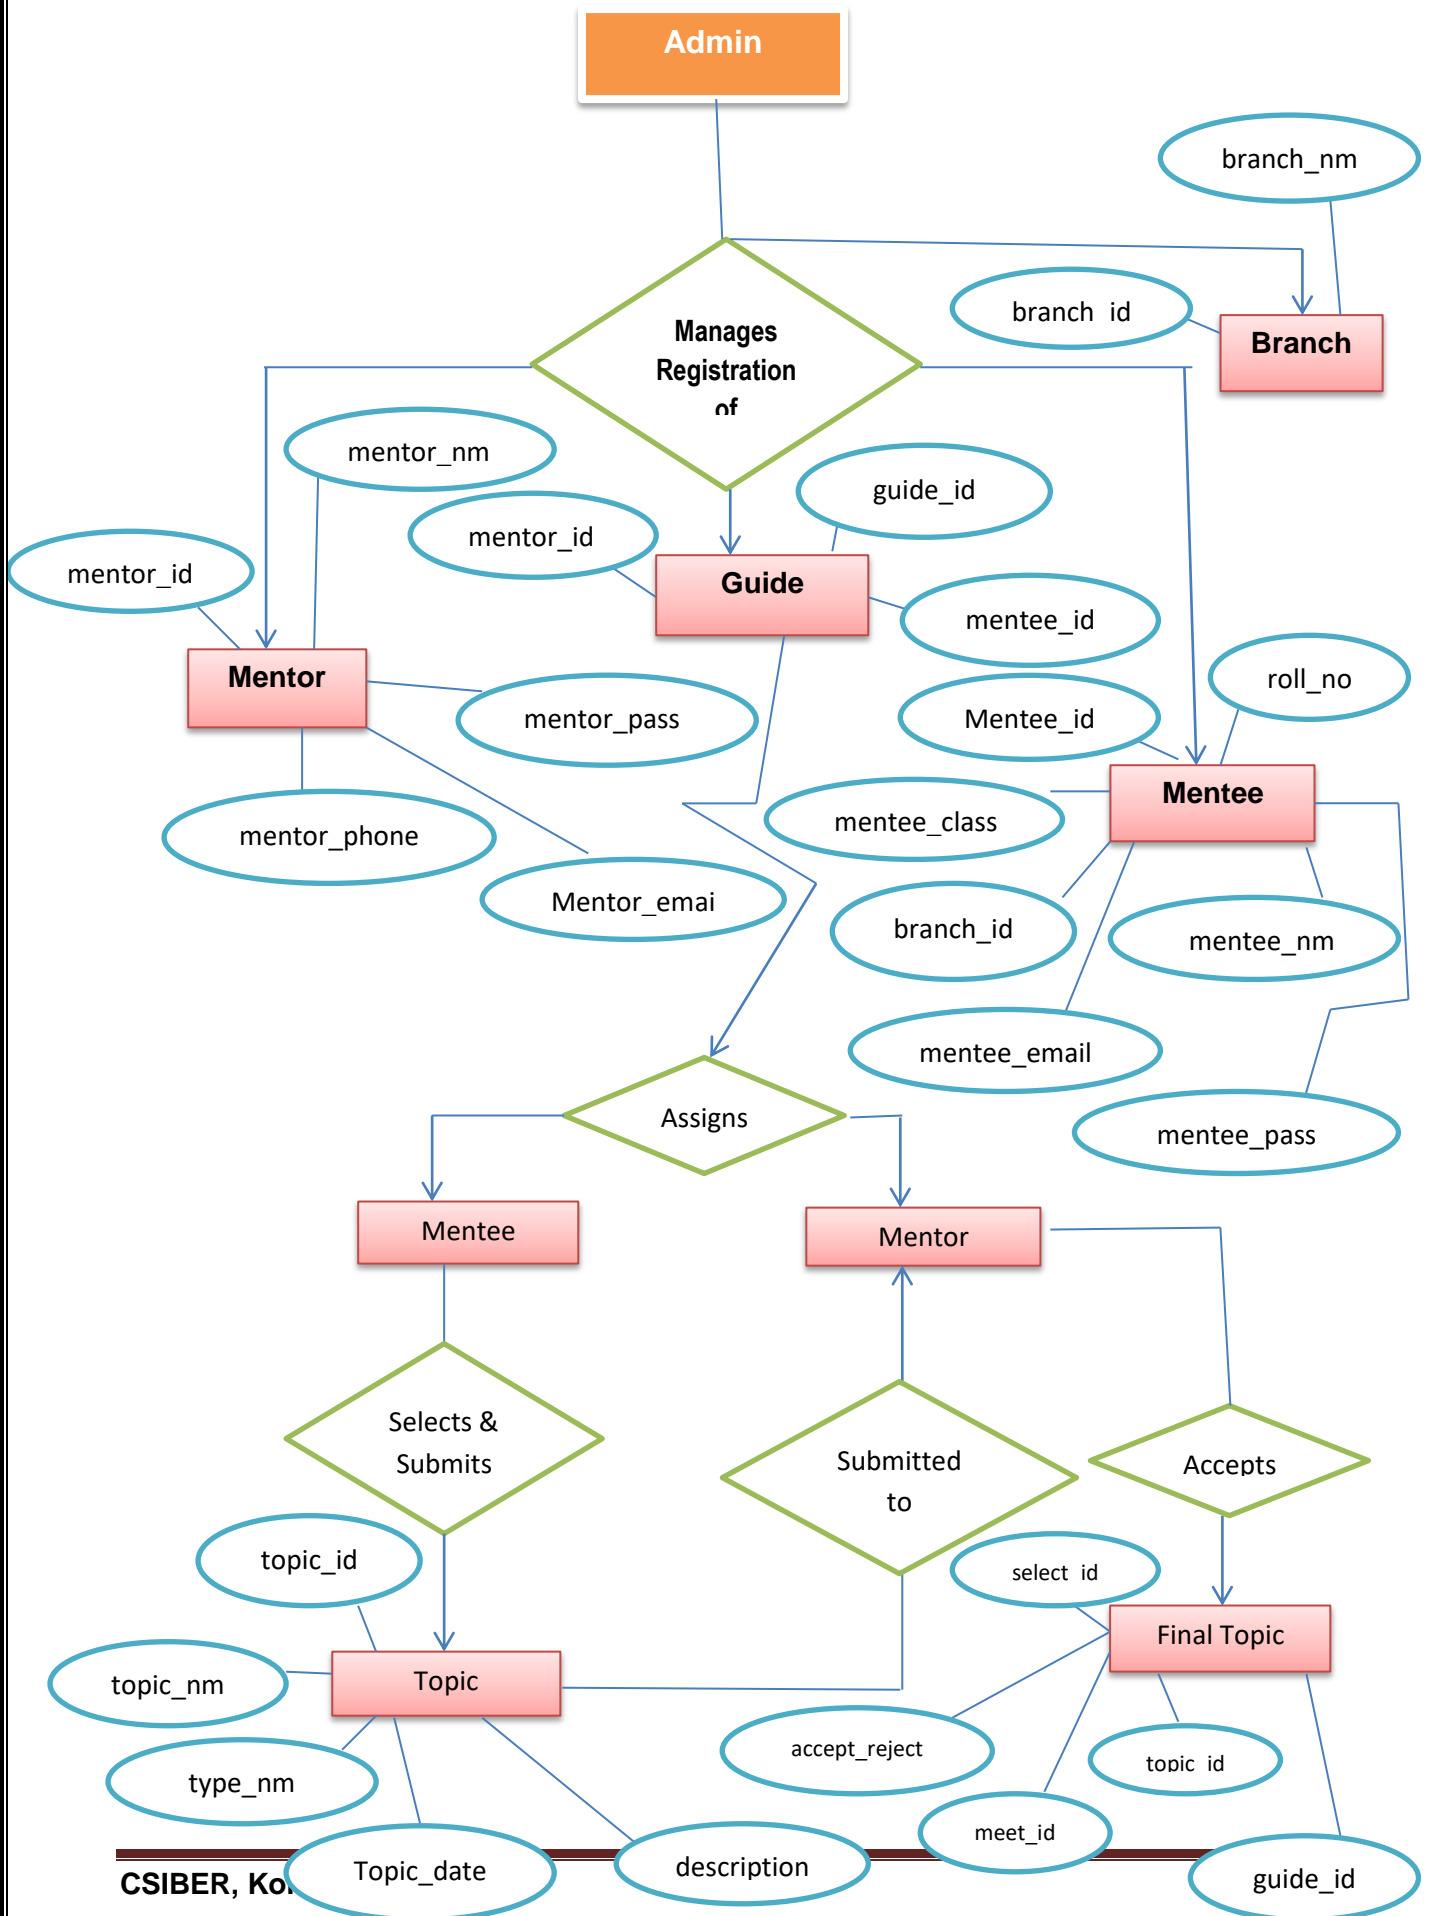 Admin
branch_nm
branch_id
Branch
Manages
Registration
of
mentor_nm
guide_id
mentor_id
mentor_id
Guide
mentee_id
Mentor
roll_no
mentor_pass
Mentee_id
Mentee
mentee_class
mentor_phone
Mentor_emai
branch_id
mentee_nm
mentee_email
Assigns
mentee_pass
Mentee
Mentor
Selects &
Submits
Submitted
to
Accepts
topic_id
select_id
Final Topic
topic_nm
Topic
accept_reject
topic_id
type_nm
meet_id
Topic_date
description
guide_id
CSIBER,